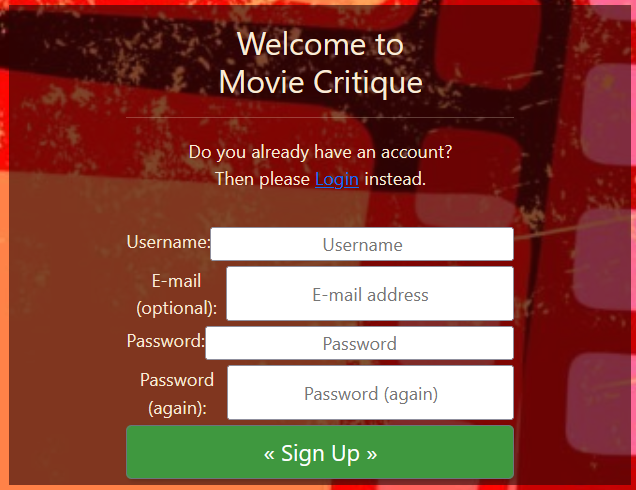 Welcome to
Movie Critique
Do you already have an account?
Then please Login instead.
Username: Username
E-mail
(optional): E-mail address
Password: Password
Password
(again): Password (again)
« Sign Up »